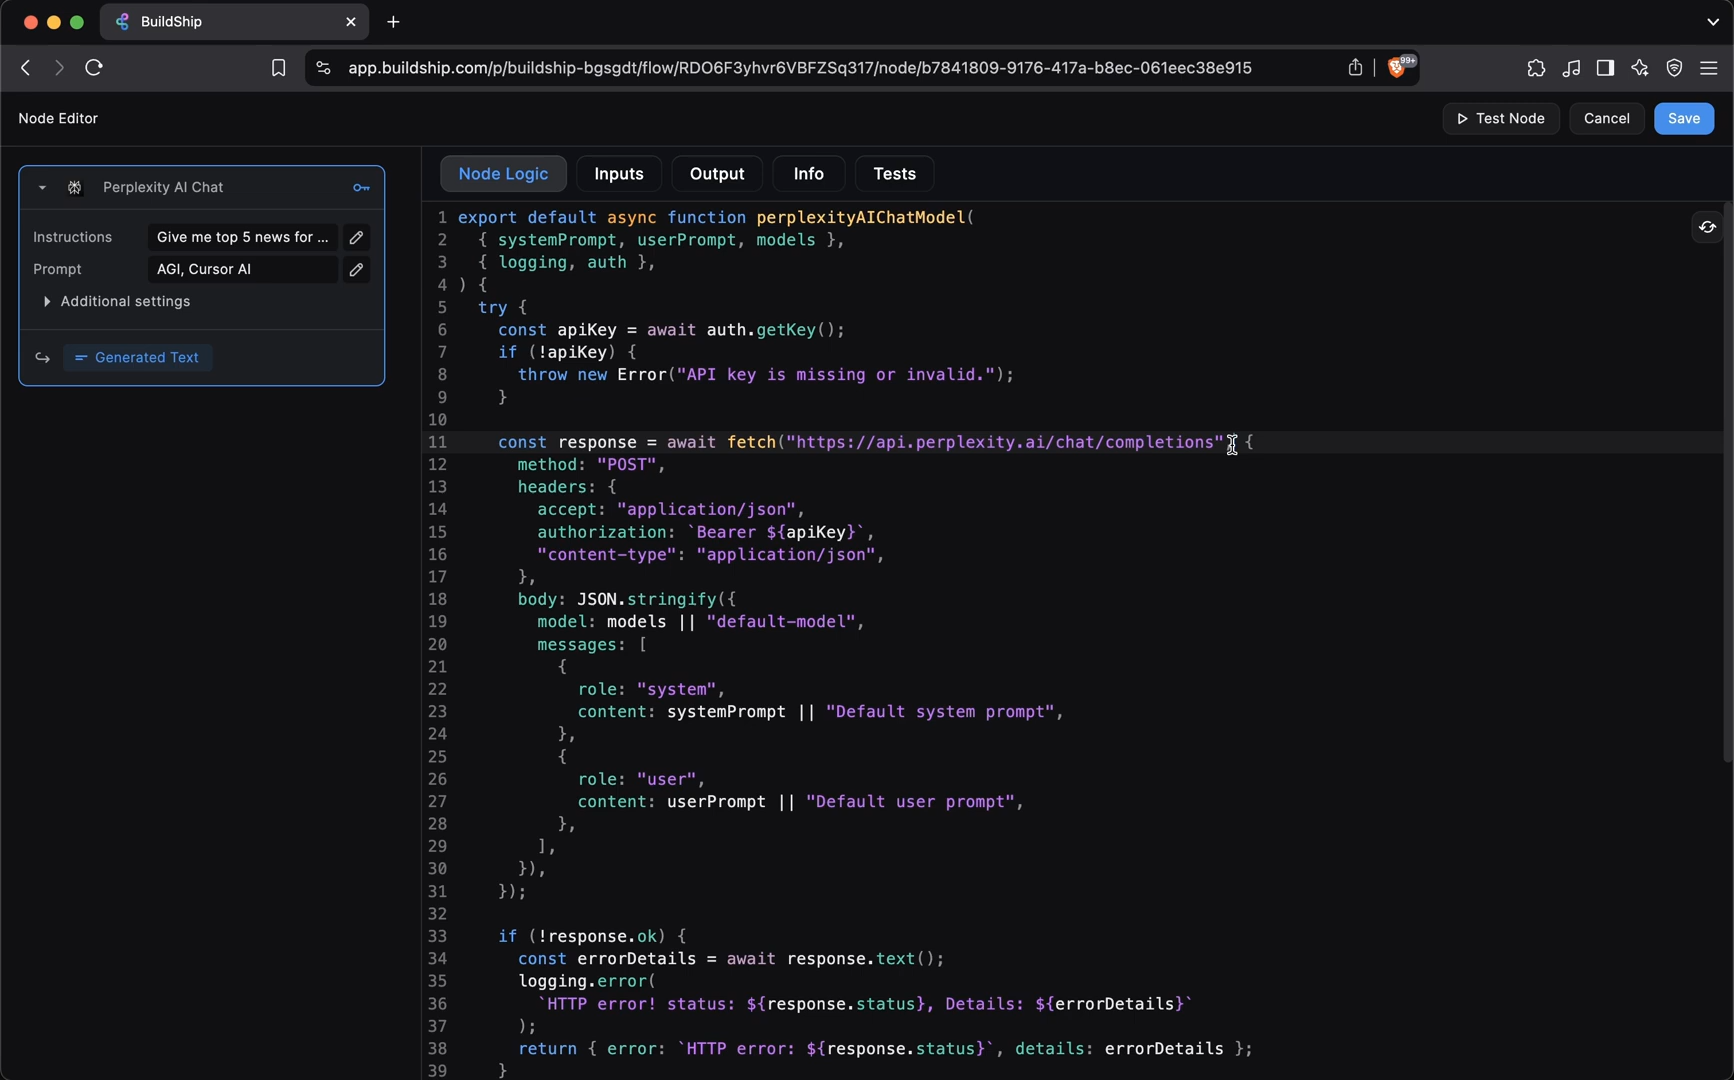 BuildShip
app.buildship.com/p/buildship-bgsgdt/flow/RDO6F3yhvr6VBFZSq317/node/b7841809-9176-417a-b8ec-061eec38e915
99+
Node Editor
Test Node
Cancel
Save
Perplexity AI Chat
Instructions
Give me top 5 news for ...
Prompt
AGI, Cursor AI
Additional settings
Generated Text
Node Logic
Inputs
Output
Info
Tests
1 export default async function perplexityAIChatModel(
2 { systemPrompt, userPrompt, models },
3 { logging, auth },
4 ) {
5 try {
6 const apiKey = await auth.getKey();
7 if (!apiKey) {
8 throw new Error("API key is missing or invalid.");
9 }
10
11 const response = await fetch("https://api.perplexity.ai/chat/completions", {
12 method: "POST",
13 headers: {
14 accept: "application/json",
15 authorization: `Bearer ${apiKey}`,
16 "content-type": "application/json",
17 },
18 body: JSON.stringify({
19 model: models || "default-model",
20 messages: [
21 {
22 role: "system",
23 content: systemPrompt || "Default system prompt",
24 },
25 {
26 role: "user",
27 content: userPrompt || "Default user prompt",
28 },
29 ],
30 }),
31 });
32
33 if (!response.ok) {
34 const errorDetails = await response.text();
35 logging.error(
36 `HTTP error! status: ${response.status}, Details: ${errorDetails}`
37 );
38 return { error: `HTTP error: ${response.status}`, details: errorDetails };
39 }